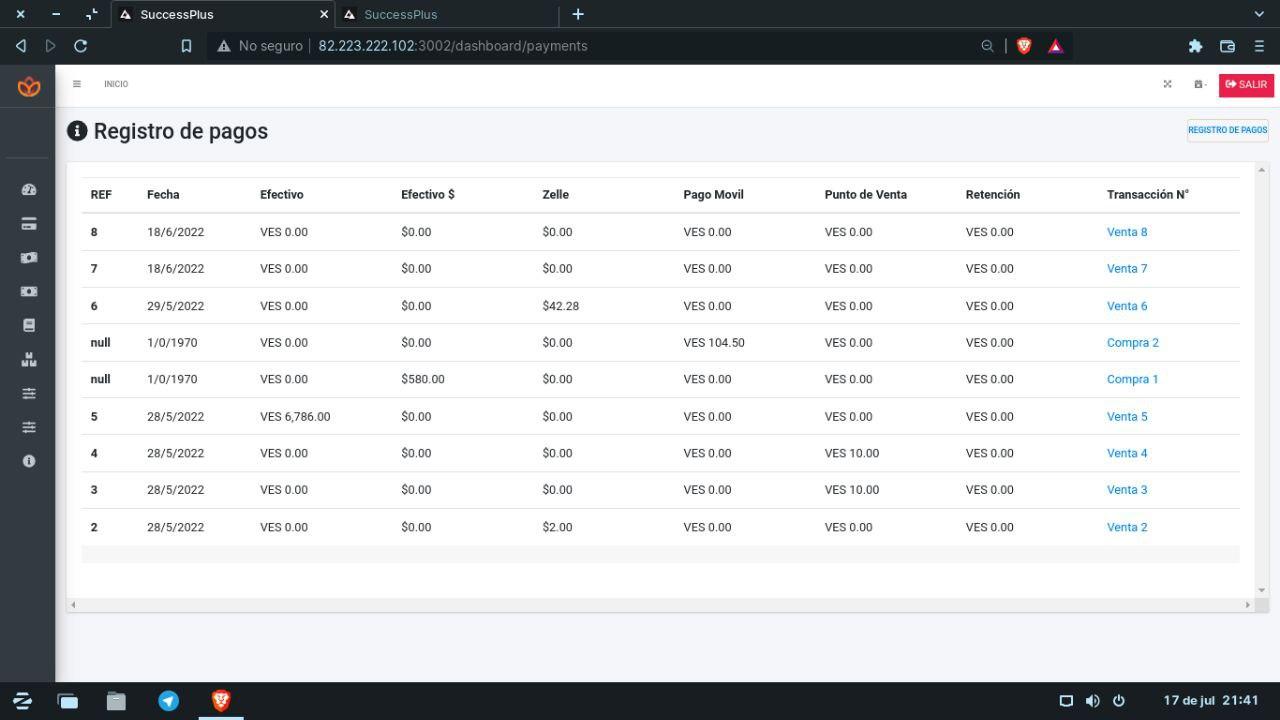 SuccessPlus
SuccessPlus
No seguro 82.223.222.102:3002/dashboard/payments
INICIO
SALIR
Registro de pagos
REGISTRO DE PAGOS
REF Fecha Efectivo Efectivo $ Zelle Pago Movil Punto de Venta Retención Transacción N°
8 18/6/2022 VES 0.00 $0.00 $0.00 VES 0.00 VES 0.00 VES 0.00 Venta 8
7 18/6/2022 VES 0.00 $0.00 $0.00 VES 0.00 VES 0.00 VES 0.00 Venta 7
6 29/5/2022 VES 0.00 $0.00 $42.28 VES 0.00 VES 0.00 VES 0.00 Venta 6
null 1/0/1970 VES 0.00 $0.00 $0.00 VES 104.50 VES 0.00 VES 0.00 Compra 2
null 1/0/1970 VES 0.00 $580.00 $0.00 VES 0.00 VES 0.00 VES 0.00 Compra 1
5 28/5/2022 VES 6,786.00 $0.00 $0.00 VES 0.00 VES 0.00 VES 0.00 Venta 5
4 28/5/2022 VES 0.00 $0.00 $0.00 VES 0.00 VES 10.00 VES 0.00 Venta 4
3 28/5/2022 VES 0.00 $0.00 $0.00 VES 0.00 VES 10.00 VES 0.00 Venta 3
2 28/5/2022 VES 0.00 $0.00 $2.00 VES 0.00 VES 0.00 VES 0.00 Venta 2
17 de jul 21:41